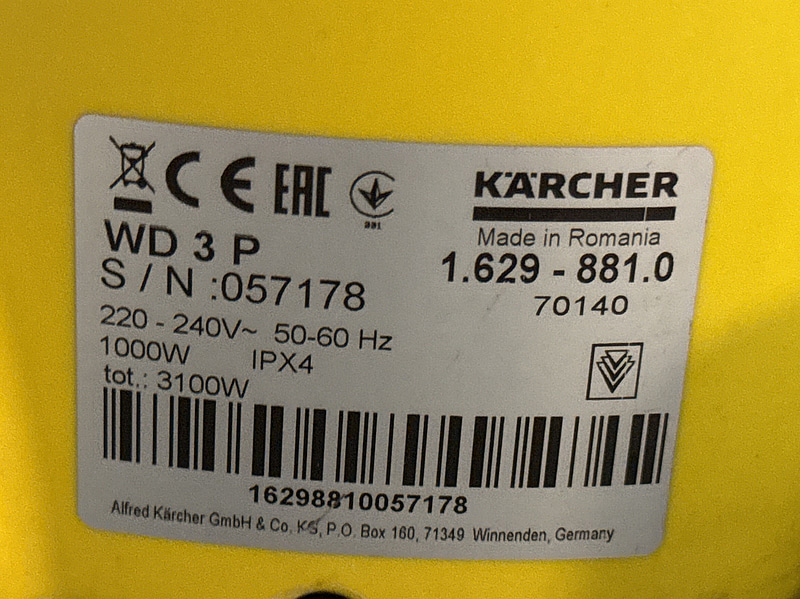 CE EAC
001
KÄRCHER
Made in Romania
1.629 - 881.0
70140
WD 3 P
S / N :057178
220 - 240V~ 50-60 Hz
1000W IPX4
tot.: 3100W
16298810057178
Alfred Kärcher GmbH & Co. KG, P.O. Box 160, 71349 Winnenden, Germany